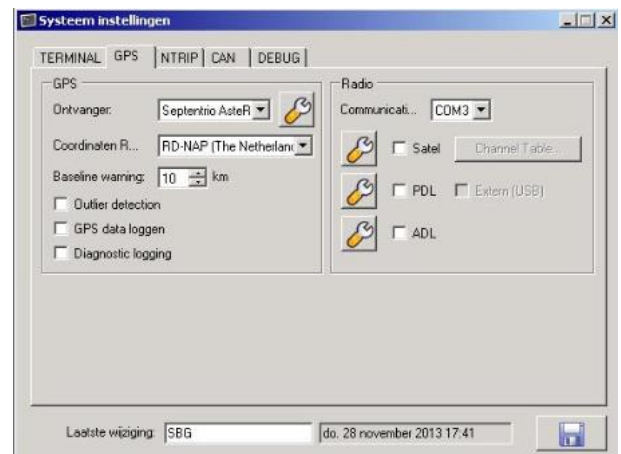 Systeem instellingen
TERMINAL GPS NTRIP CAN DEBUG
GPS
Ontvanger: Septentrio AsteR
Coordinaten R... RD-NAP (The Netherlan
Baseline warning: 10 km
Outlier detection
GPS data loggen
Diagnostic logging
Radio
Communicati... COM3
Satel Channel Table...
PDL Extern (USB)
ADL
Laatste wijziging: SBG do. 28 november 2013 17:41